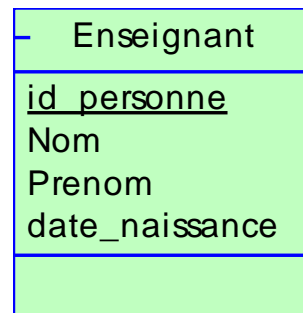 Enseignant
id_personne
Nom
Prenom
date_naissance